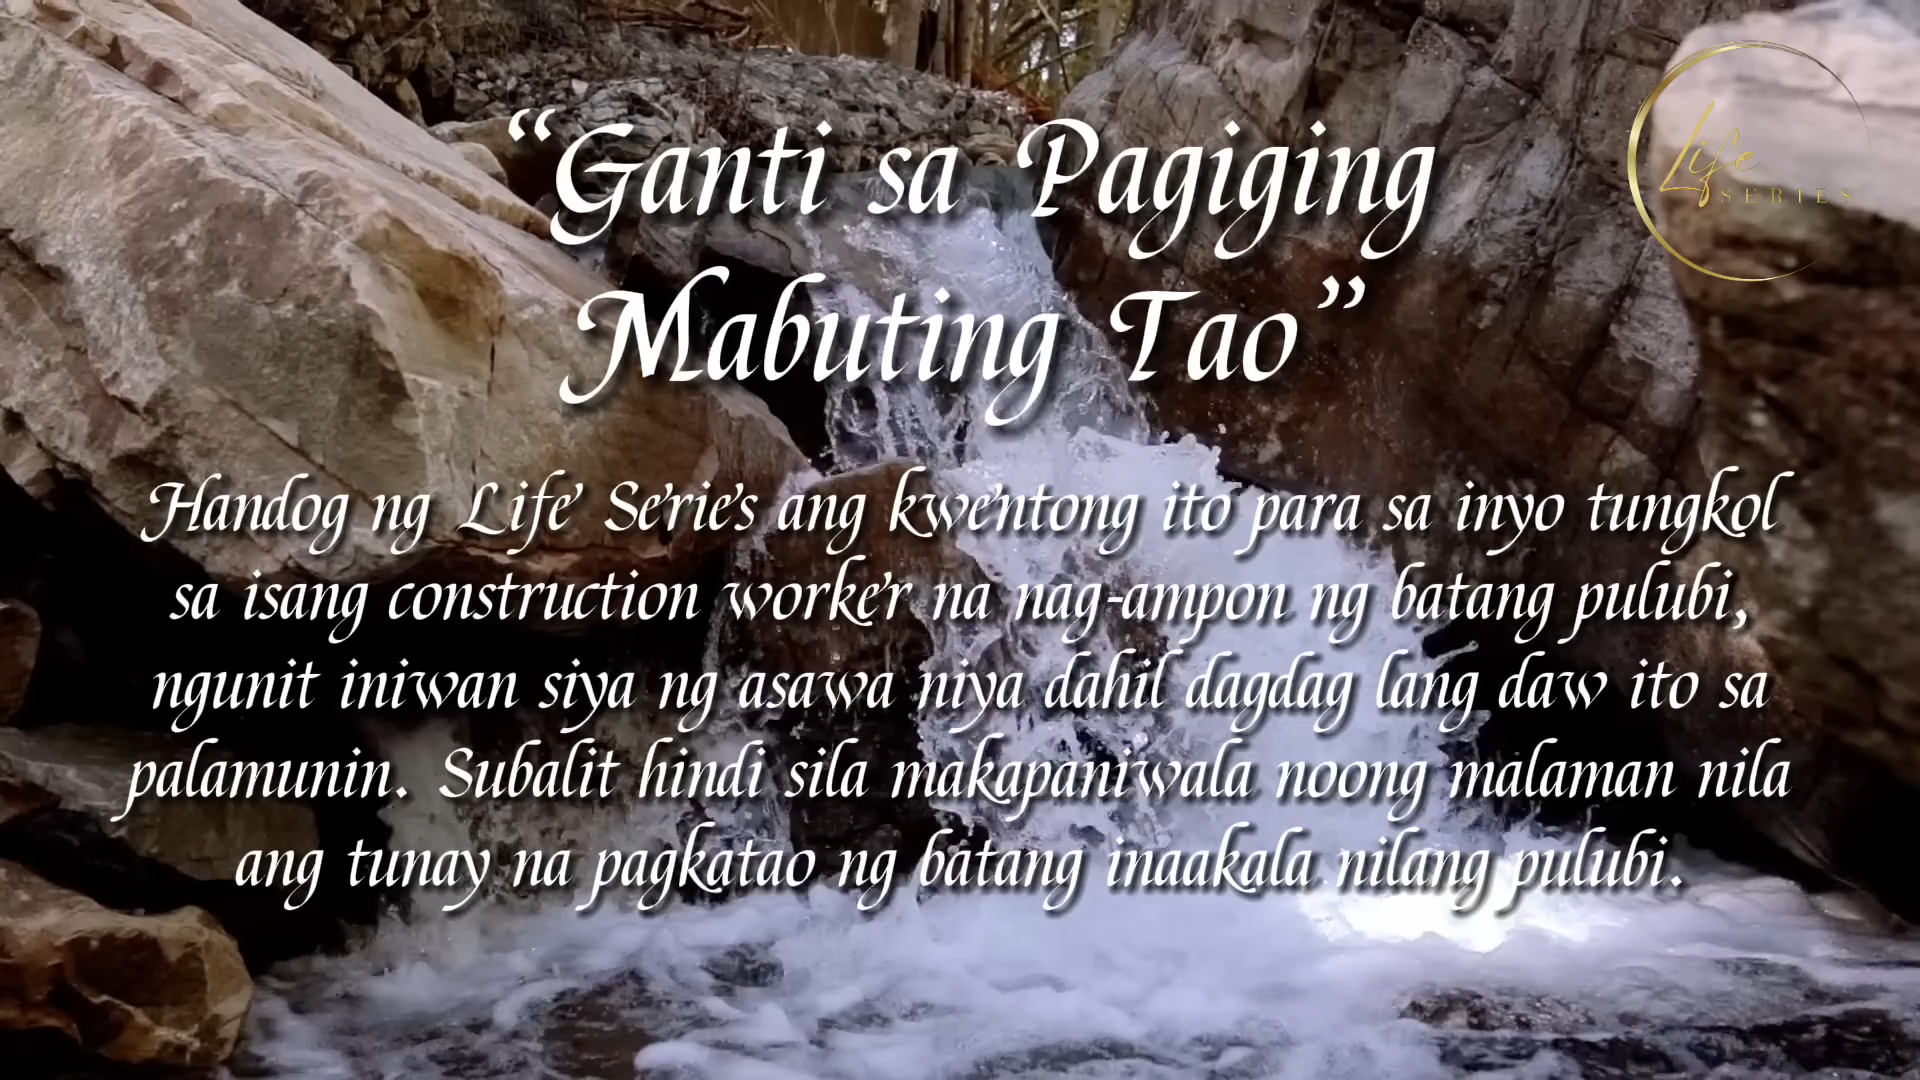 “Ganti sa Pagiging
Mabuting Tao”
Life
SERIES
Handog ng Life Series ang kwentong ito para sa inyo tungkol
sa isang construction worker na nag-ampon ng batang pulubi,
ngunit iniwan siya ng asawa niya dahil dagdag lang daw ito sa
palamunin. Subalit hindi sila makapaniwala noong malaman nila
ang tunay na pagkatao ng batang inaakala nilang pulubi.